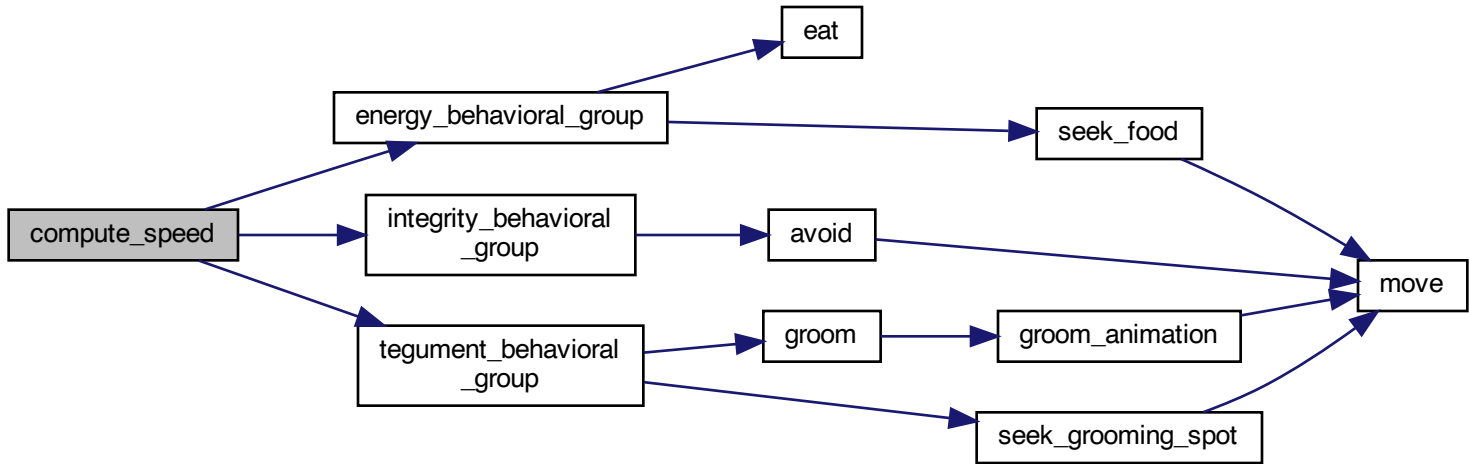 eat
energy_behavioral_group
seek_food
compute_speed
integrity_behavioral
_group
avoid
move
groom
groom_animation
tegument_behavioral
_group
seek_grooming_spot